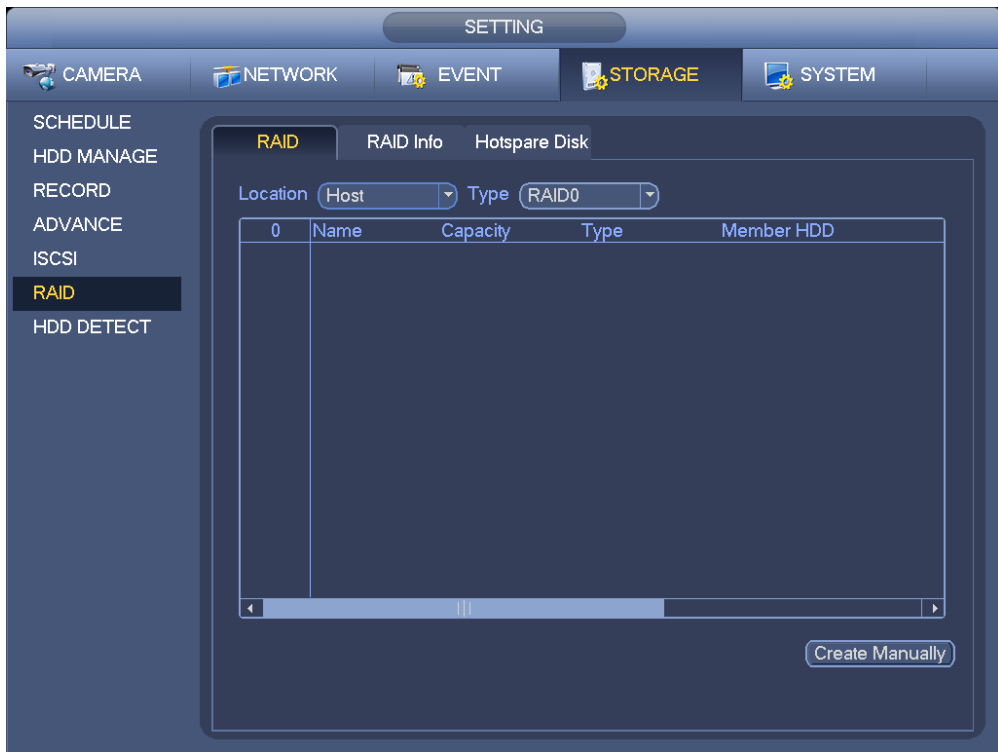 SETTING
CAMERA NETWORK EVENT STORAGE SYSTEM
SCHEDULE
HDD MANAGE
RECORD
ADVANCE
ISCSI
RAID
HDD DETECT
RAID RAID Info Hotspare Disk
Location Host Type RAID0
0 Name Capacity Type Member HDD
Create Manually